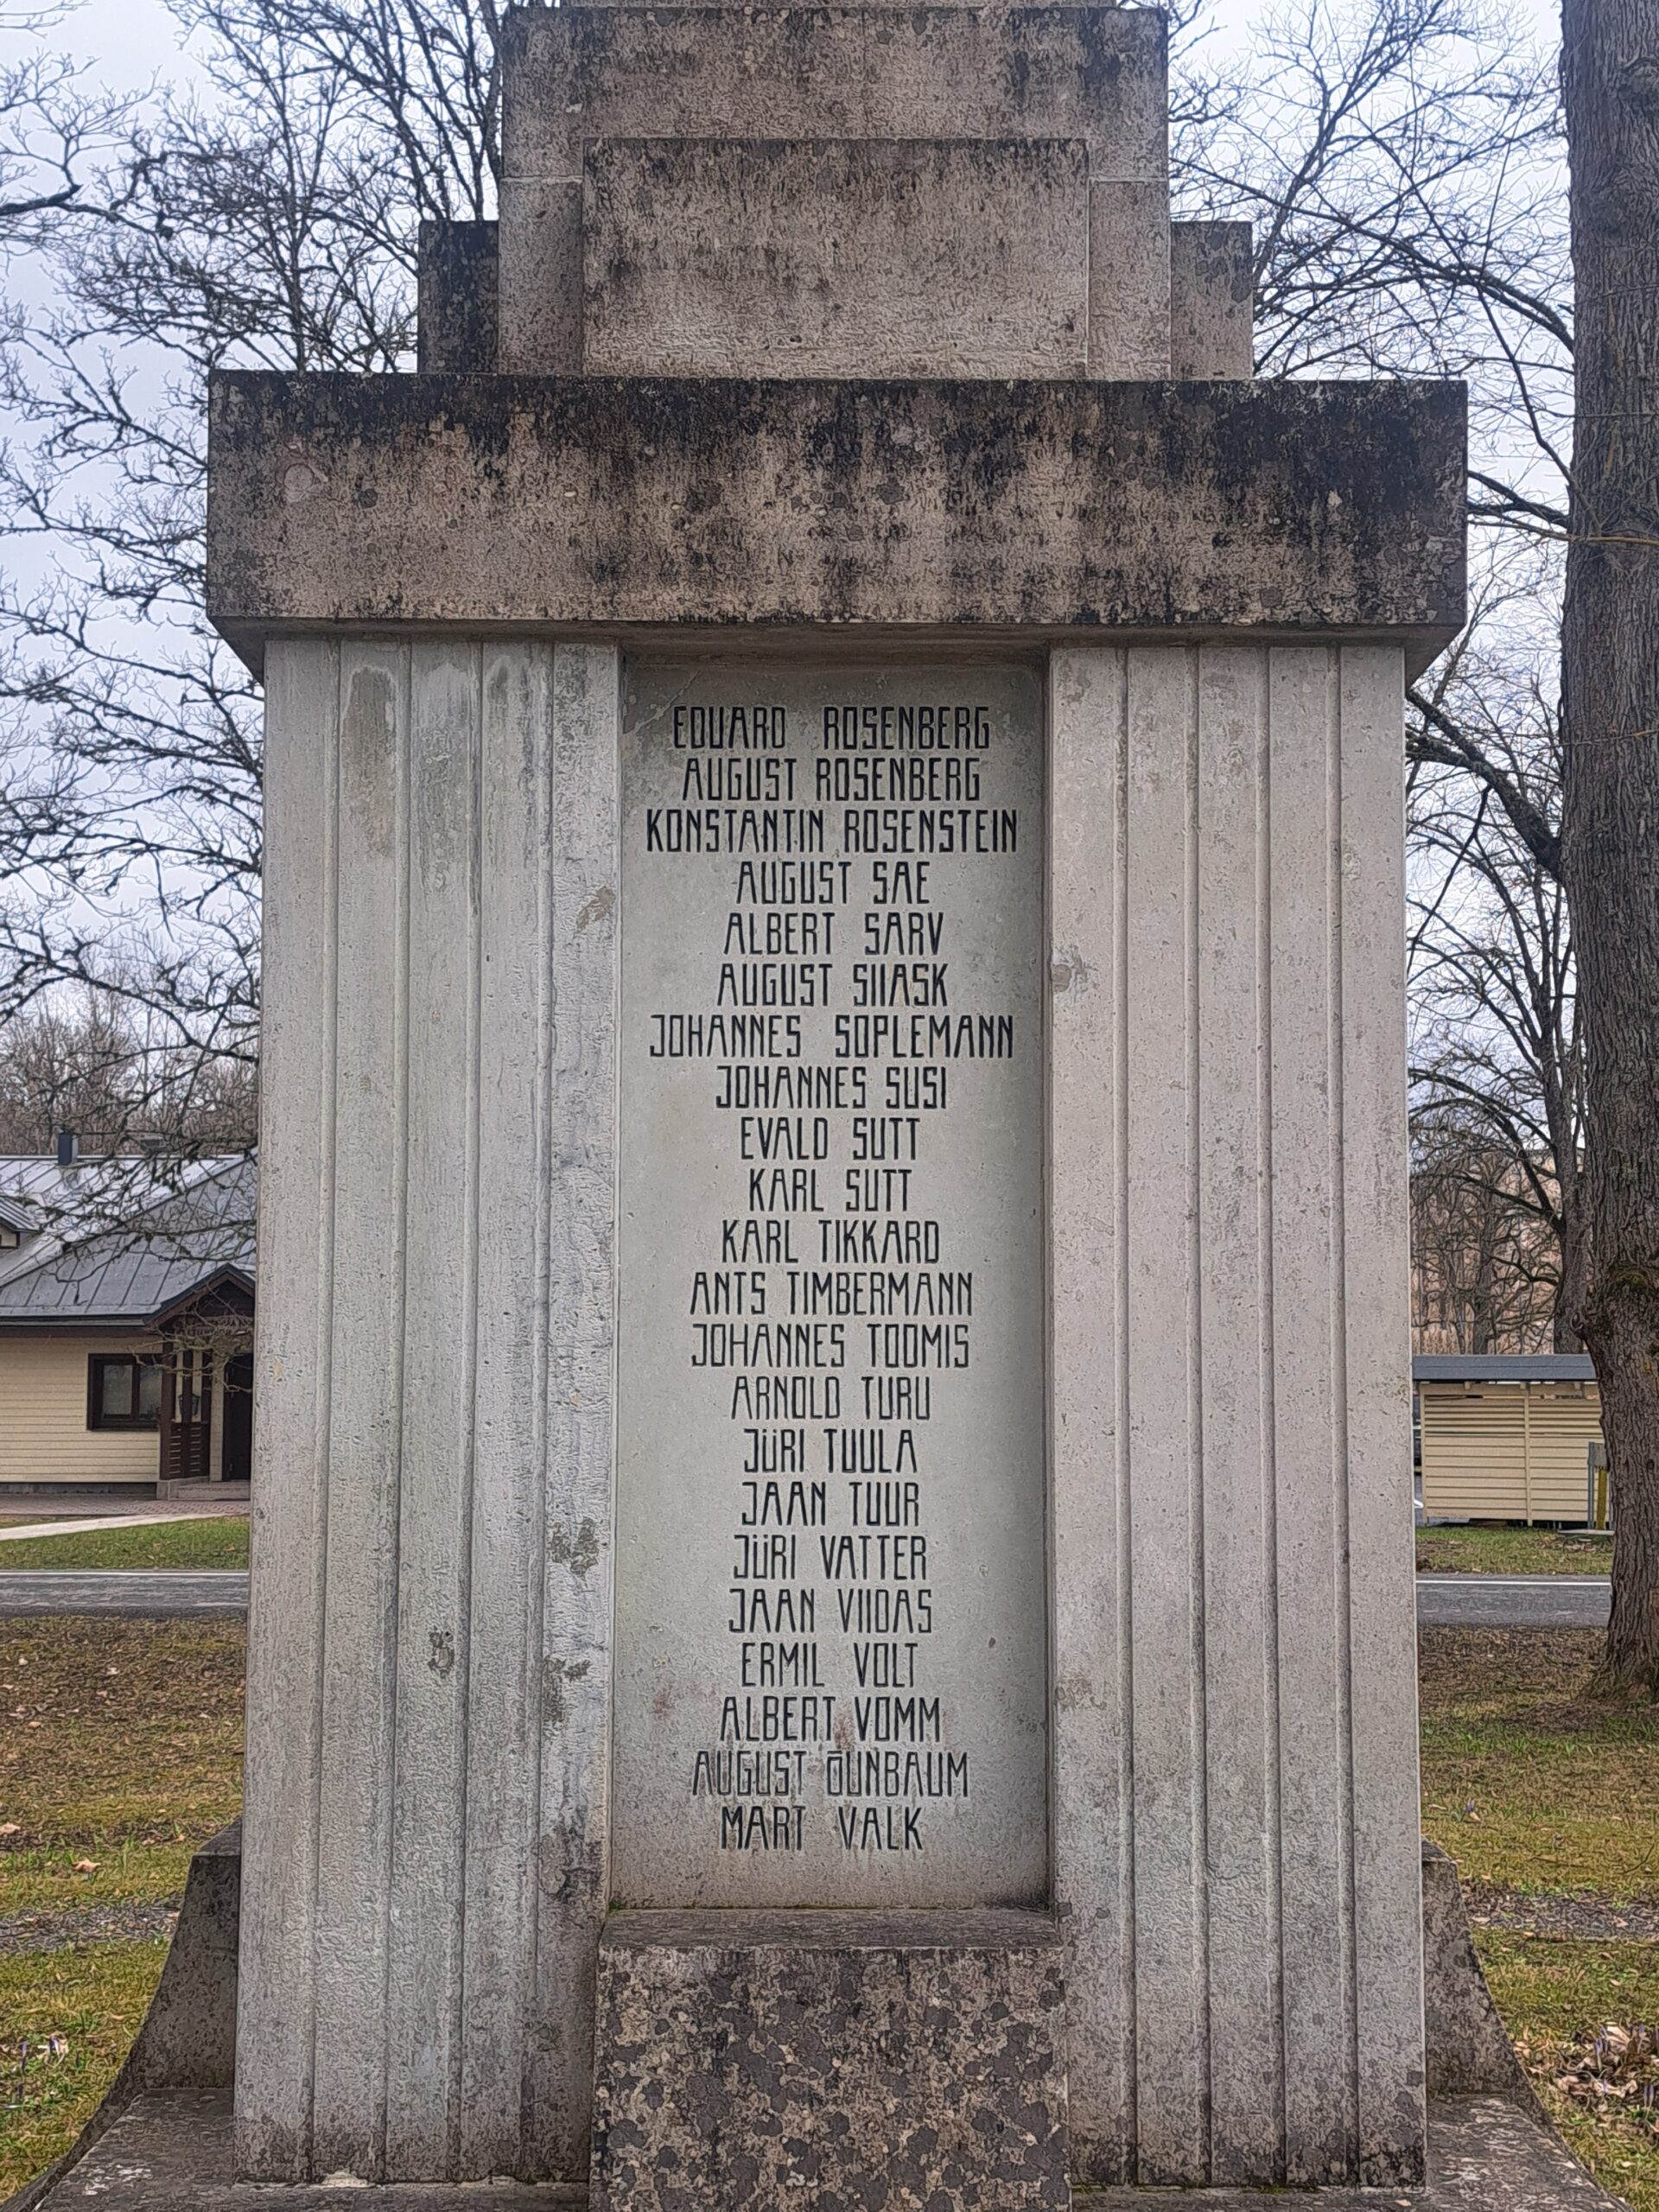 EDUARD ROSENBERG
AUGUST ROSENBERG
KONSTANTIN ROSENSTEIN
AUGUST SAE
ALBERT SARV
AUGUST SIIASK
JOHANNES SOPLEMANN
JOHANNES SUSI
EVALD SUTT
KARL SUTT
KARL TIKKARD
ANTS TIMBERMANN
JOHANNES TOOMIS
ARNOLD TURU
JÜRI TUULA
JAAN TUUR
JÜRI VATTER
JAAN VIIDAS
ERMIL VOLT
ALBERT VOMM
AUGUST ÕUNBAUM
MART VALK